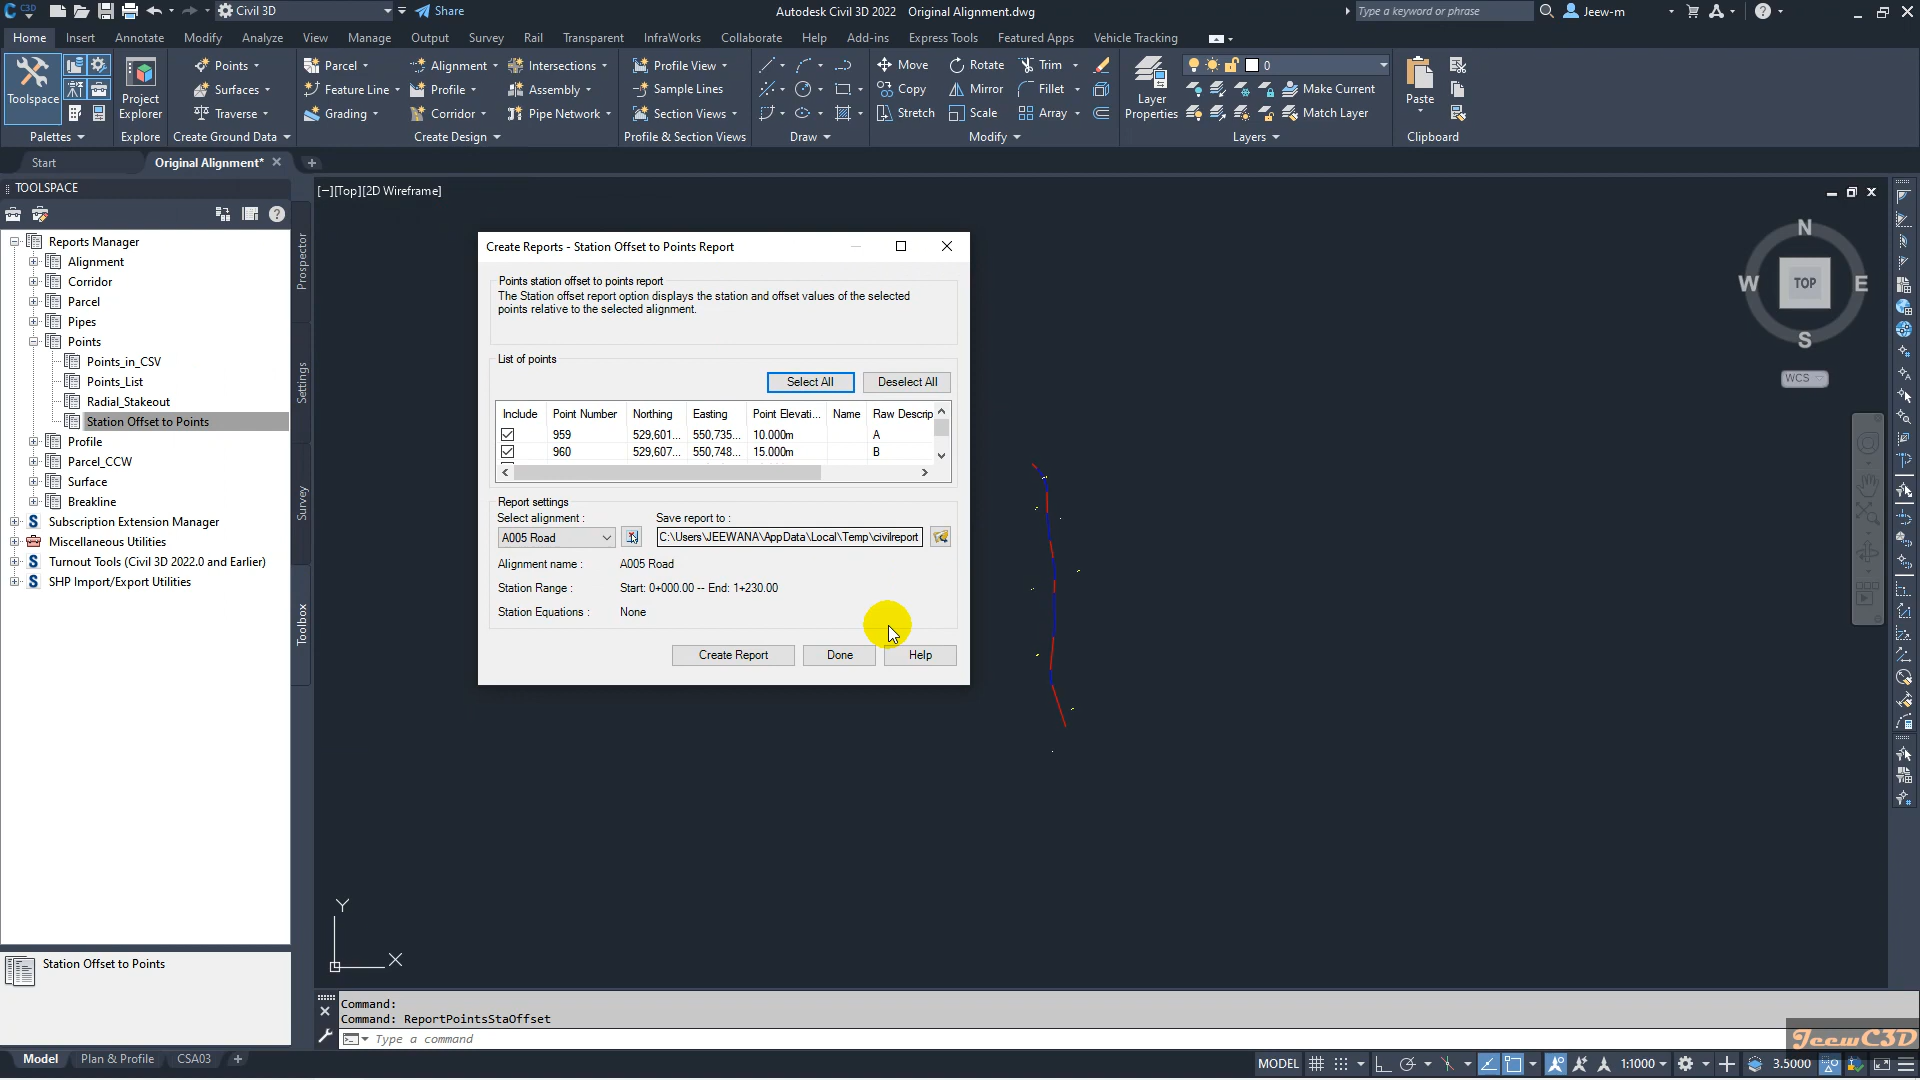 C3D
Civil 3D
Share
Autodesk Civil 3D 2022 Original Alignment.dwg
Type a keyword or phrase
Jeew-m
Home Insert Annotate Modify Analyze View Manage Output Survey Rail Transparent InfraWorks Collaborate Help Add-ins Express Tools Featured Apps Vehicle Tracking
Points Parcel Alignment Intersections Profile View Move Rotate Trim 0
Toolspace Project Explorer Surfaces Feature Line Profile Assembly Sample Lines Copy Mirror Fillet Layer Properties Make Current Paste
Traverse Grading Corridor Pipe Network Section Views Stretch Scale Array Match Layer
Palettes Explore Create Ground Data Create Design Profile & Section Views Draw Modify Layers Clipboard
Start Original Alignment*
TOOLSPACE
[−][Top][2D Wireframe]
Reports Manager
Alignment
Corridor
Parcel
Pipes
Points
Points_in_CSV
Points_List
Radial_Stakeout
Station Offset to Points
Profile
Parcel_CCW
Surface
Breakline
Subscription Extension Manager
Miscellaneous Utilities
Turnout Tools (Civil 3D 2022.0 and Earlier)
SHP Import/Export Utilities
Prospector
Settings
Survey
Toolbox
Create Reports - Station Offset to Points Report
Points station offset to points report
The Station offset report option displays the station and offset values of the selected
points relative to the selected alignment.
List of points
Select All Deselect All
Include Point Number Northing Easting Point Elevati... Name Raw Descrip
959 529,601... 550,735... 10.000m A
960 529,607... 550,748... 15.000m B
Report settings
Select alignment : Save report to :
A005 Road C:\Users\JEEWANA\AppData\Local\Temp\civilreport
Alignment name : A005 Road
Station Range : Start: 0+000.00 -- End: 1+230.00
Station Equations : None
Create Report Done Help
N
W TOP E
S
WCS
Y
X
Station Offset to Points
Command:
Command: ReportPointsStaOffset
Type a command
JeewC3D
Model Plan & Profile CSA03
MODEL 1:1000 3.5000